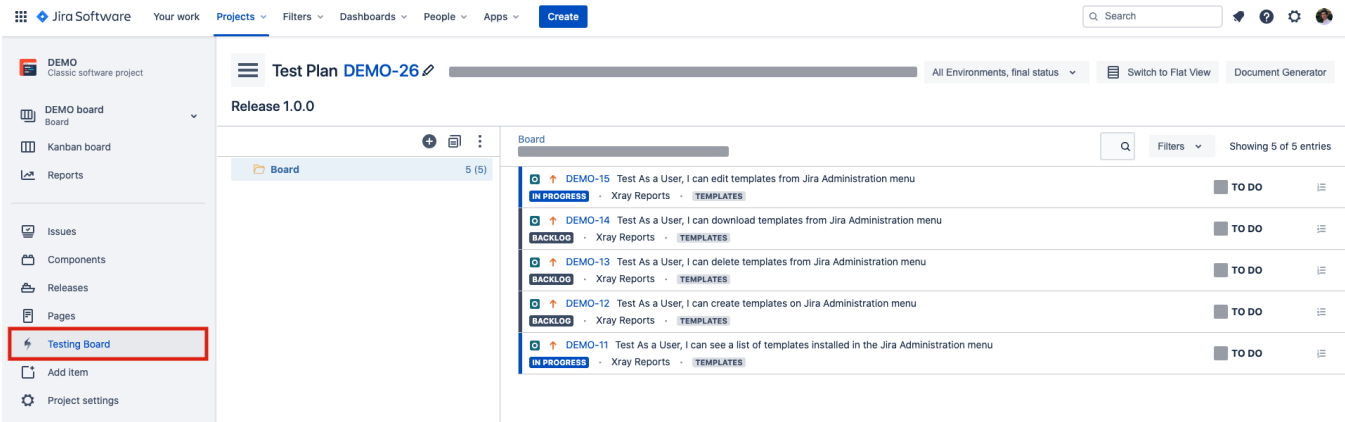 Jira Software Your work Projects Filters Dashboards People Apps Create Search
DEMO
Classic software project
DEMO board
Board
Kanban board
Reports
Issues
Components
Releases
Pages
Testing Board
Add item
Project settings
Test Plan DEMO-26 All Environments, final status Switch to Flat View Document Generator
Release 1.0.0
Board 5 (5)
Board
Filters Showing 5 of 5 entries
DEMO-15 Test As a User, I can edit templates from Jira Administration menu
IN PROGRESS · Xray Reports · TEMPLATES
TO DO
DEMO-14 Test As a User, I can download templates from Jira Administration menu
BACKLOG · Xray Reports · TEMPLATES
TO DO
DEMO-13 Test As a User, I can delete templates from Jira Administration menu
BACKLOG · Xray Reports · TEMPLATES
TO DO
DEMO-12 Test As a User, I can create templates on Jira Administration menu
BACKLOG · Xray Reports · TEMPLATES
TO DO
DEMO-11 Test As a User, I can see a list of templates installed in the Jira Administration menu
IN PROGRESS · Xray Reports · TEMPLATES
TO DO